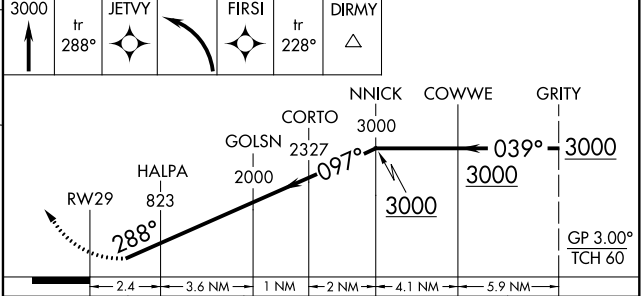 3000 tr 288° JETVY FIRSI tr 228° DIRMY
NNICK COWWE GRITY
CORTO 3000
GOLSN 2327 097° 039° 3000
HALPA 2000 3000
RW29 823 3000
288° GP 3.00°
TCH 60
2.4 3.6 NM 1 NM 2 NM 4.1 NM 5.9 NM